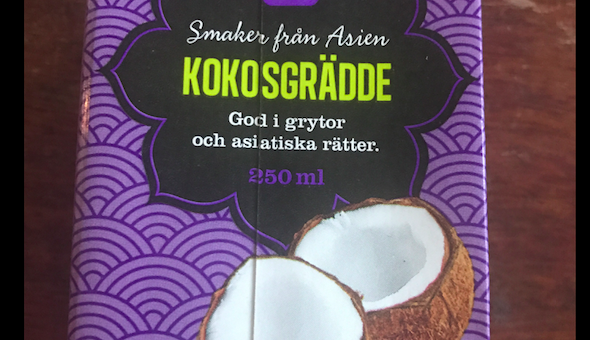 Smaker från Asien
KOKOSGRÄDDE
God i grytor
och asiatiska rätter.
250 ml